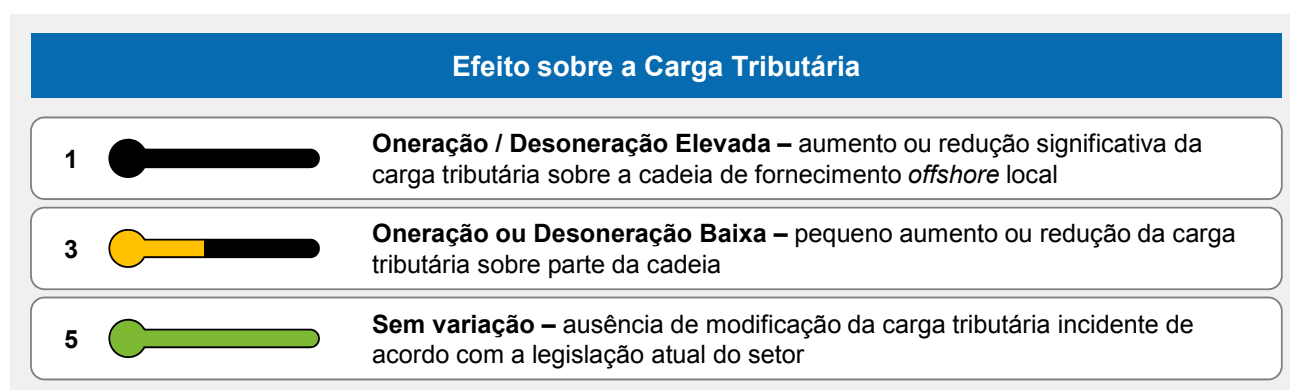 Efeito sobre a Carga Tributária
1
Oneração / Desoneração Elevada – aumento ou redução significativa da
carga tributária sobre a cadeia de fornecimento offshore local
3
Oneração ou Desoneração Baixa – pequeno aumento ou redução da carga
tributária sobre parte da cadeia
5
Sem variação – ausência de modificação da carga tributária incidente de
acordo com a legislação atual do setor